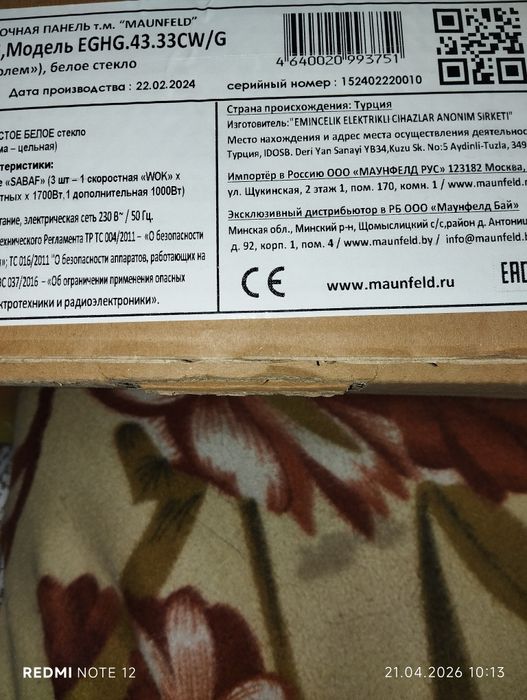 ОЧНАЯ ПАНЕЛЬ т.м. "MAUNFELD"
,Модель EGHG.43.33CW/G
олем»), белое стекло
4640020993751
Дата производства : 22.02.2024
серийный номер : 152402220010
СТОЕ БЕЛОЕ стекло
ма – цельная)
ктеристики:
е «SABAF» (3 шт – 1 скоростная «WOK» х
тных х 1700Вт, 1 дополнительная 1000Вт)
тание, электрическая сеть 230 В~ / 50 Гц.
ехнического Регламента ТР ТС 004/2011 – «О безопасности
»; ТС 016/2011 "О безопасности аппаратов, работающих на
ЭС 037/2016 – «Об ограничении применения опасных
ктротехники и радиоэлектроники».
Страна происхождения: Турция
Изготовитель:"EMINCELIK ELEKTRIKLI CIHAZLAR ANONIM SIRKETI"
Место нахождения и адрес места осуществления деятельно
Турция, IDOSB. Deri Yan Sanayi YB34,Kuzu Sk. No:5 Aydinli-Tuzla, 349
Импортёр в Россию ООО «МАУНФЕЛД РУС» 123182 Москва,
ул. Щукинская, 2 этаж 1, пом. 170, комн. 1 / www.maunfeld.r
Эксклюзивный дистрибьютор в РБ ООО «Маунфелд Бай»
Минская обл., Минский р-н, Щомыслицкий с/с,район д. Антониц
д. 92, корп. 1, пом. 4 / www.maunfeld.by / info@maunfeld.b
CE
www.maunfeld.ru
EAC
REDMI NOTE 12
21.04.2026 10:13